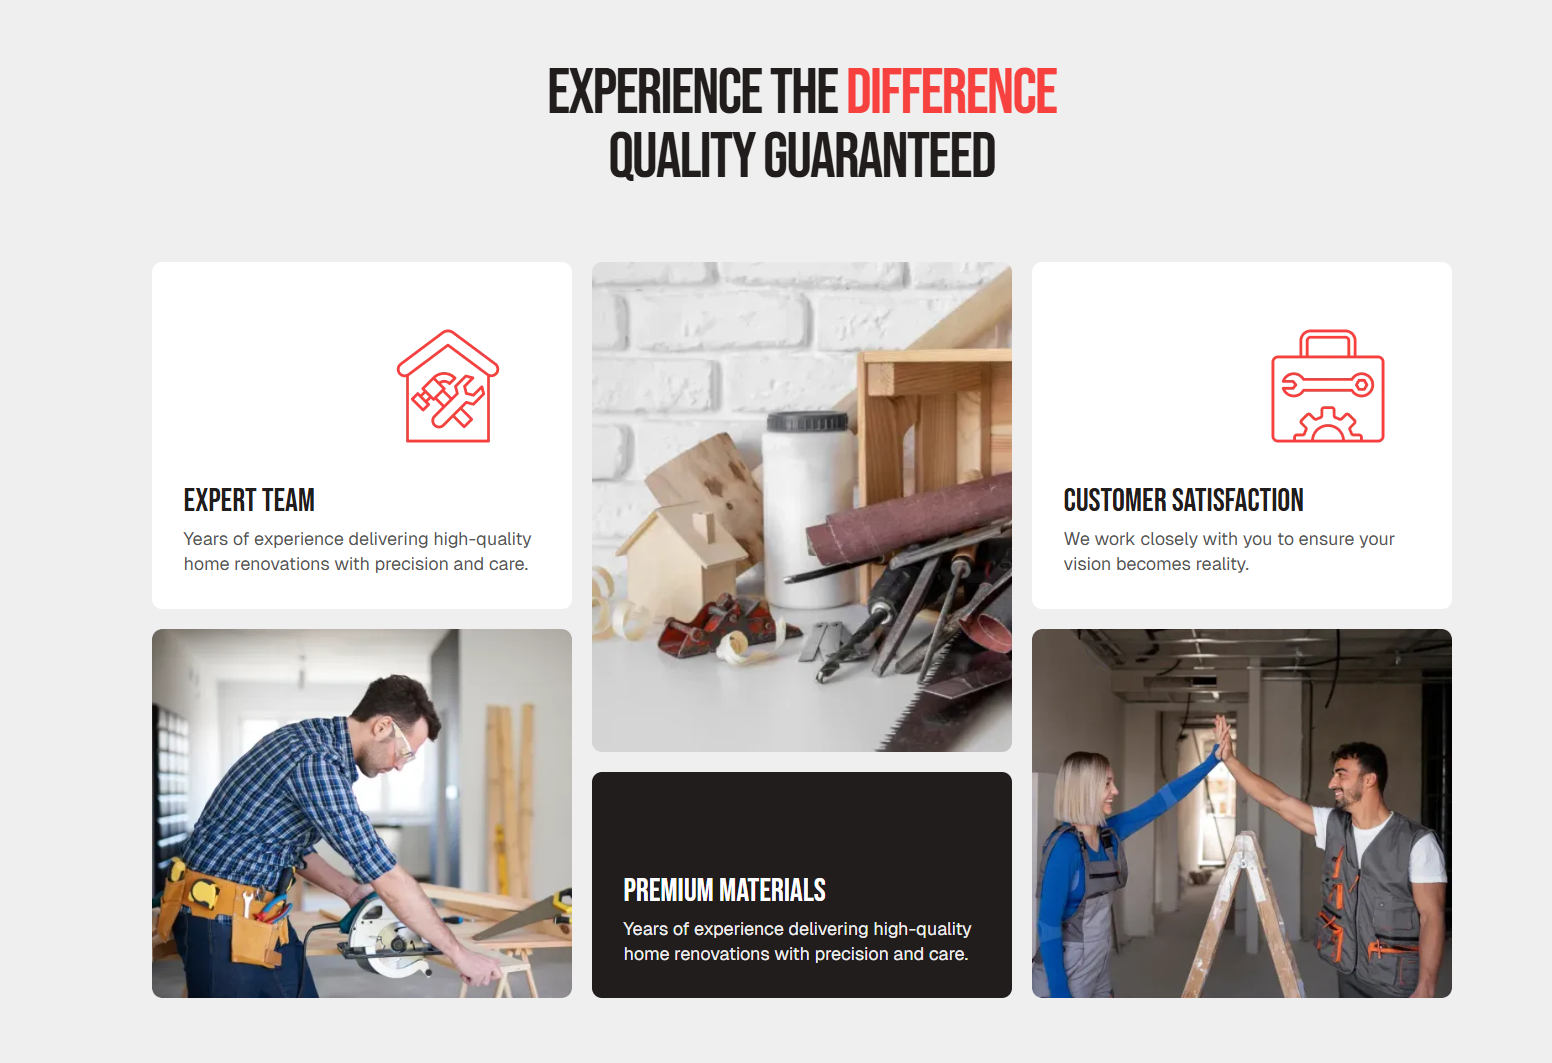 EXPERIENCE THE DIFFERENCE
QUALITY GUARANTEED
EXPERT TEAM
Years of experience delivering high-quality
home renovations with precision and care.
CUSTOMER SATISFACTION
We work closely with you to ensure your
vision becomes reality.
PREMIUM MATERIALS
Years of experience delivering high-quality
home renovations with precision and care.